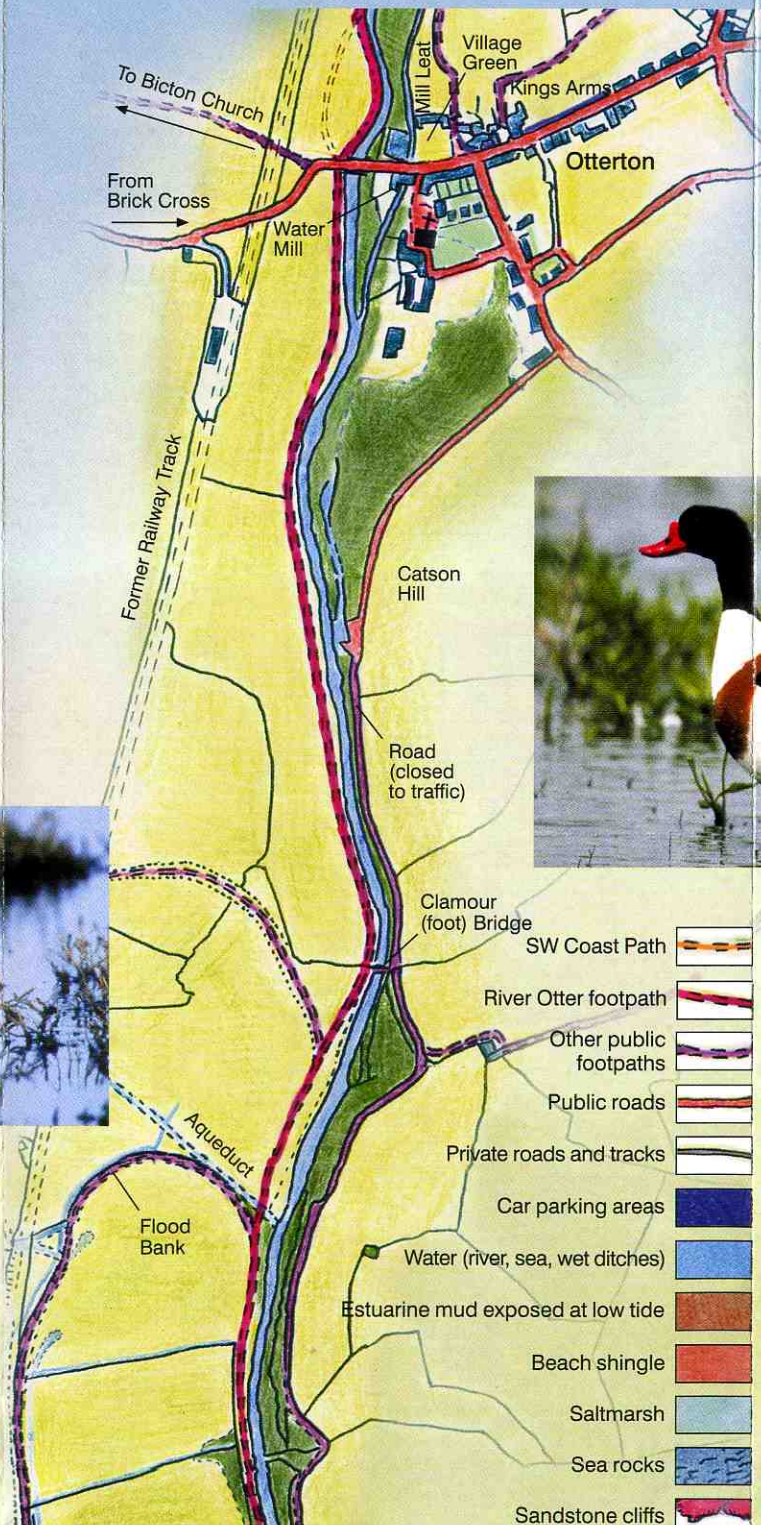 Mill Leat
Village
Green
Kings Arms
To Bicton Church
Otterton
From
Brick Cross
Water
Mill
Former Railway Track
Catson
Hill
Road
(closed
to traffic)
Clamour
(foot) Bridge
Aqueduct
Flood
Bank
SW Coast Path
River Otter footpath
Other public
footpaths
Public roads
Private roads and tracks
Car parking areas
Water (river, sea, wet ditches)
Estuarine mud exposed at low tide
Beach shingle
Saltmarsh
Sea rocks
Sandstone cliffs